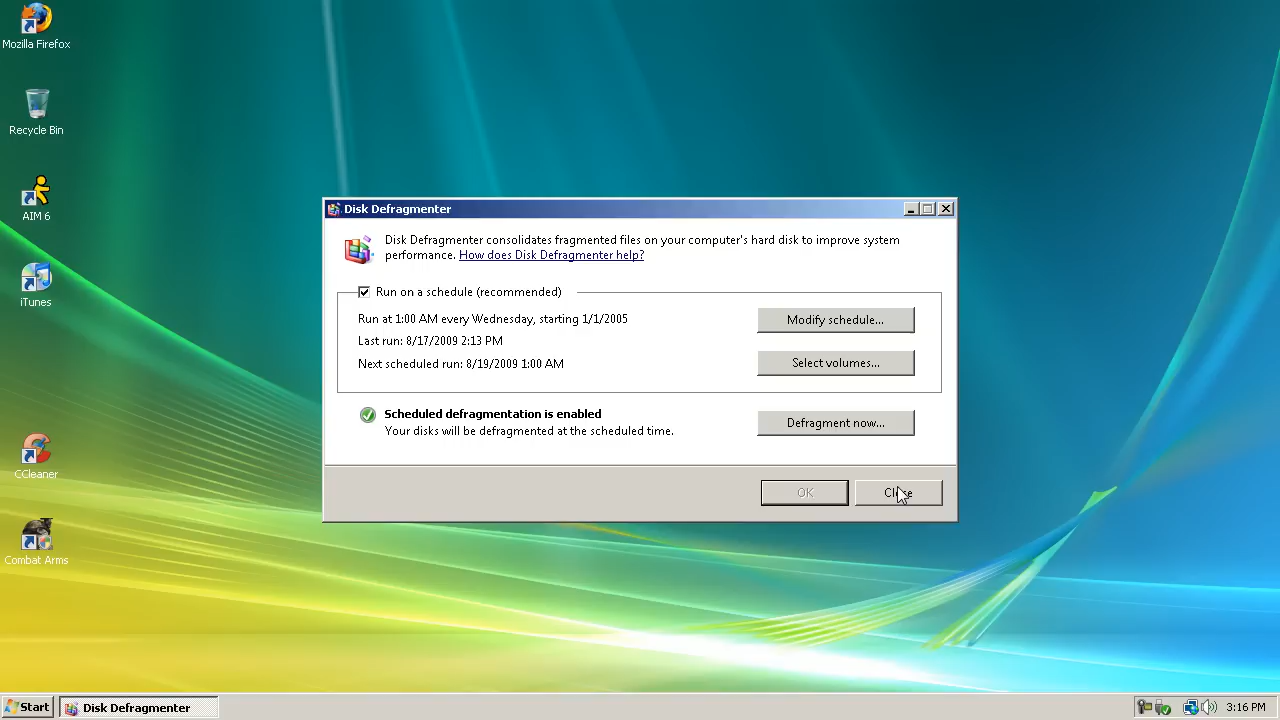 Mozilla Firefox
Recycle Bin
AIM 6
iTunes
CCleaner
Combat Arms
Disk Defragmenter
Disk Defragmenter consolidates fragmented files on your computer's hard disk to improve system
performance. How does Disk Defragmenter help?
Run on a schedule (recommended)
Run at 1:00 AM every Wednesday, starting 1/1/2005
Modify schedule...
Last run: 8/17/2009 2:13 PM
Next scheduled run: 8/19/2009 1:00 AM
Select volumes...
Scheduled defragmentation is enabled
Your disks will be defragmented at the scheduled time.
Defragment now...
OK
Close
Start
Disk Defragmenter
3:16 PM